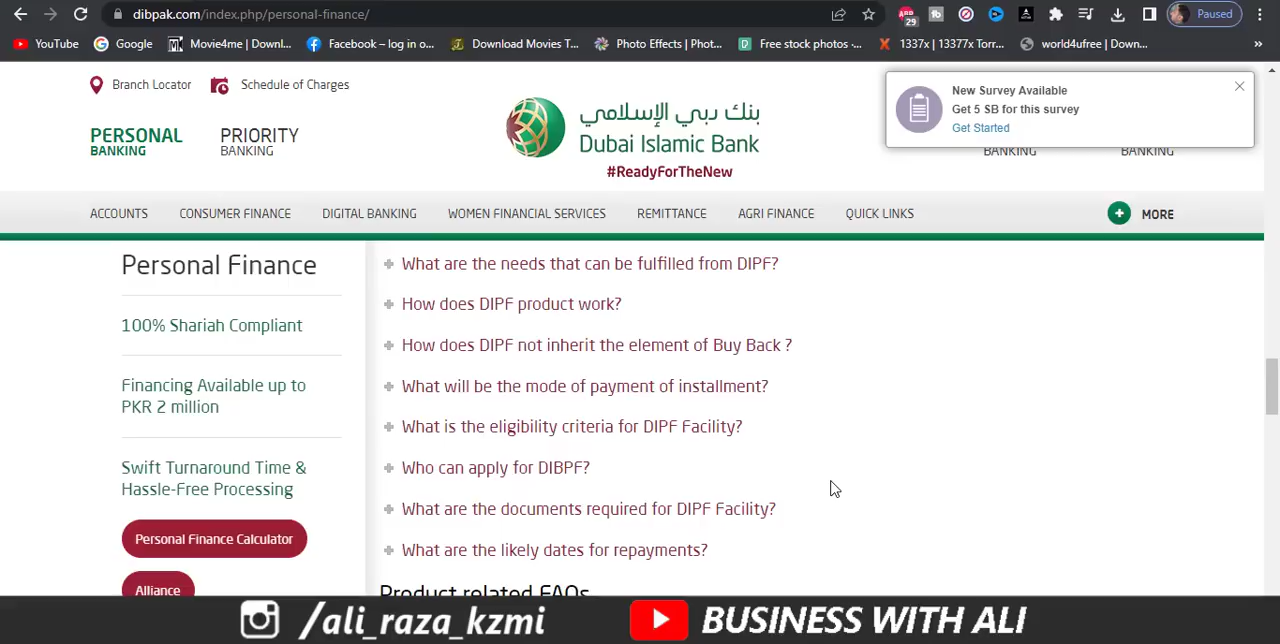 dibpak.com/index.php/personal-finance/
29
Paused
YouTube
Google
Movie4me | Downl...
Facebook – log in o...
Download Movies T...
Photo Effects | Phot...
Free stock photos -...
1337x | 13377x Torr...
world4ufree | Down...
»
Branch Locator
Schedule of Charges
PERSONAL
BANKING
PRIORITY
BANKING
بنك دبي الإسلامي
Dubai Islamic Bank
#ReadyForTheNew
New Survey Available
Get 5 SB for this survey
Get Started
BANKING
BANKING
ACCOUNTS
CONSUMER FINANCE
DIGITAL BANKING
WOMEN FINANCIAL SERVICES
REMITTANCE
AGRI FINANCE
QUICK LINKS
MORE
Personal Finance
100% Shariah Compliant
Financing Available up to
PKR 2 million
Swift Turnaround Time &
Hassle-Free Processing
Personal Finance Calculator
Alliance
What are the needs that can be fulfilled from DIPF?
How does DIPF product work?
How does DIPF not inherit the element of Buy Back ?
What will be the mode of payment of installment?
What is the eligibility criteria for DIPF Facility?
Who can apply for DIBPF?
What are the documents required for DIPF Facility?
What are the likely dates for repayments?
Product related FAQs
/ali_raza_kzmi
BUSINESS WITH ALI